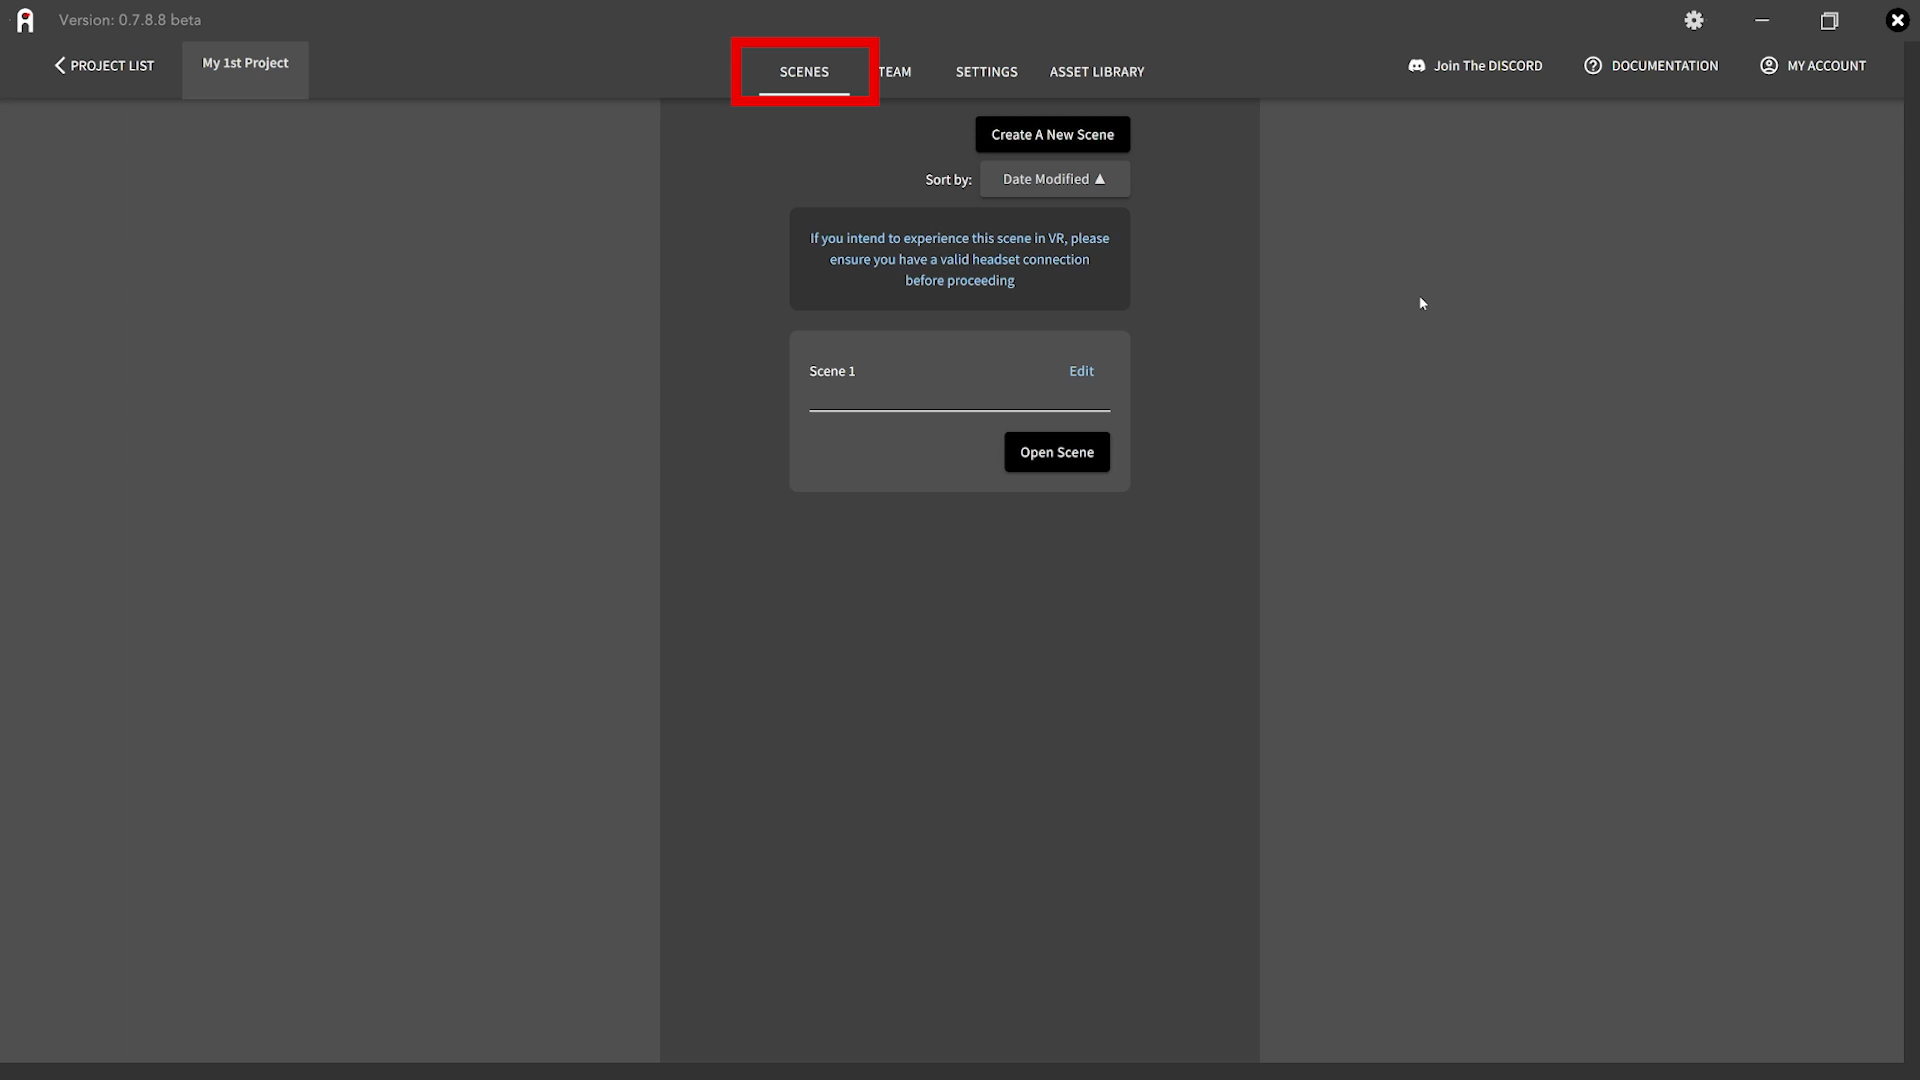 Version: 0.7.8.8 beta
PROJECT LIST
My 1st Project
SCENES
TEAM
SETTINGS
ASSET LIBRARY
Join The DISCORD
DOCUMENTATION
MY ACCOUNT
Create A New Scene
Sort by:
Date Modified ▲
If you intend to experience this scene in VR, please
ensure you have a valid headset connection
before proceeding
Scene 1
Edit
Open Scene